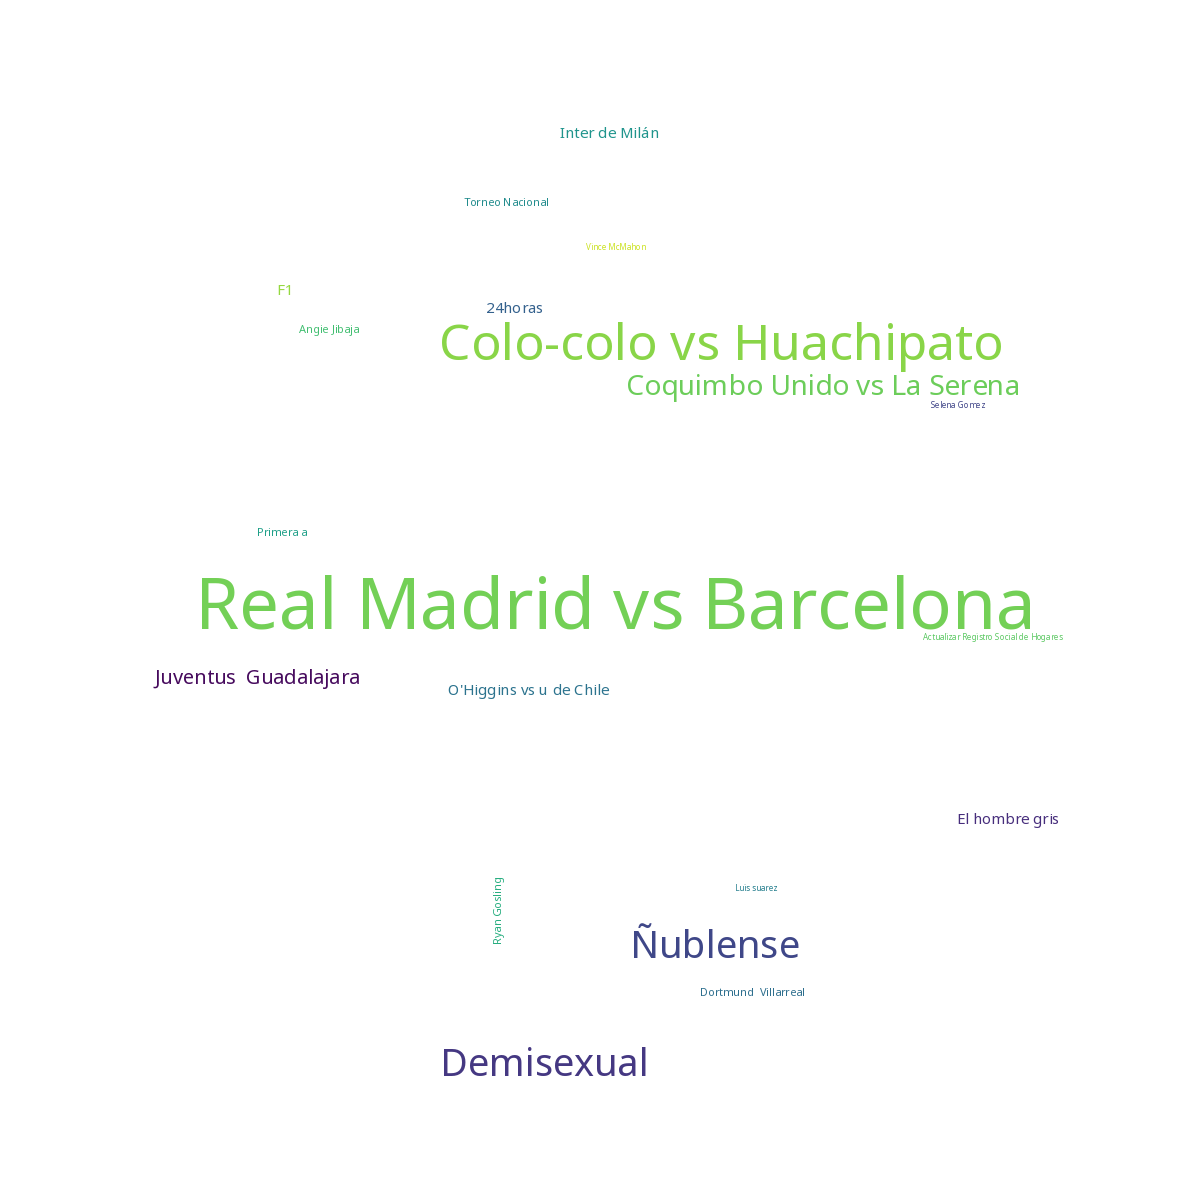 Inter de Milán
Torneo Nacional
Vince McMahon
F1
24horas
Angie Jibaja
Colo-colo vs Huachipato
Coquimbo Unido vs La Serena
Selena Gomez
Primera a
Real Madrid vs Barcelona
Actualizar Registro Social de Hogares
Juventus  Guadalajara
O'Higgins vs u  de Chile
El hombre gris
Ryan Gosling
Luis suarez
Ñublense
Dortmund  Villarreal
Demisexual